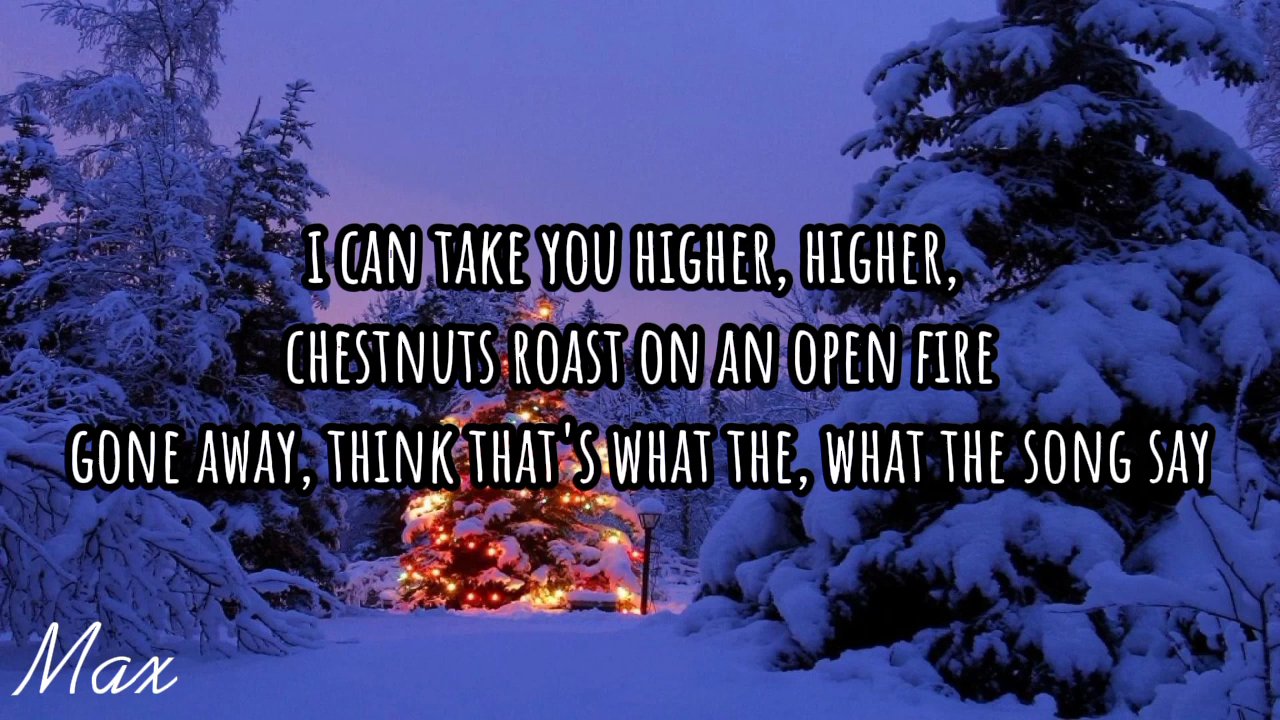 I CAN TAKE YOU HIGHER, HIGHER,
CHESTNUTS ROAST ON AN OPEN FIRE
GONE AWAY, THINK THAT'S WHAT THE, WHAT THE SONG SAY
Max